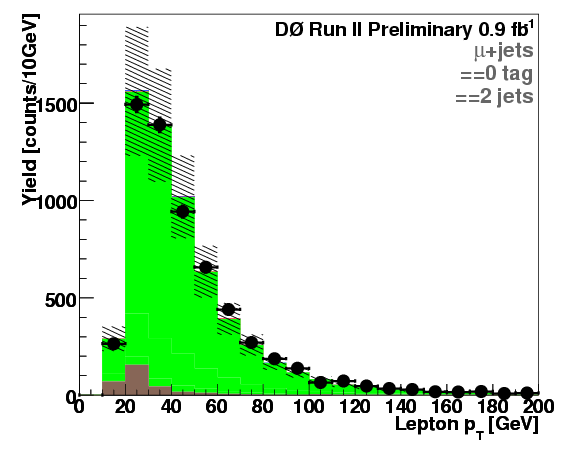 DØ Run II Preliminary 0.9 fb-1
μ+jets
==0 tag
==2 jets
Yield [counts/10GeV]
1500
1000
500
0
0 20 40 60 80 100 120 140 160 180 200
Lepton pT [GeV]